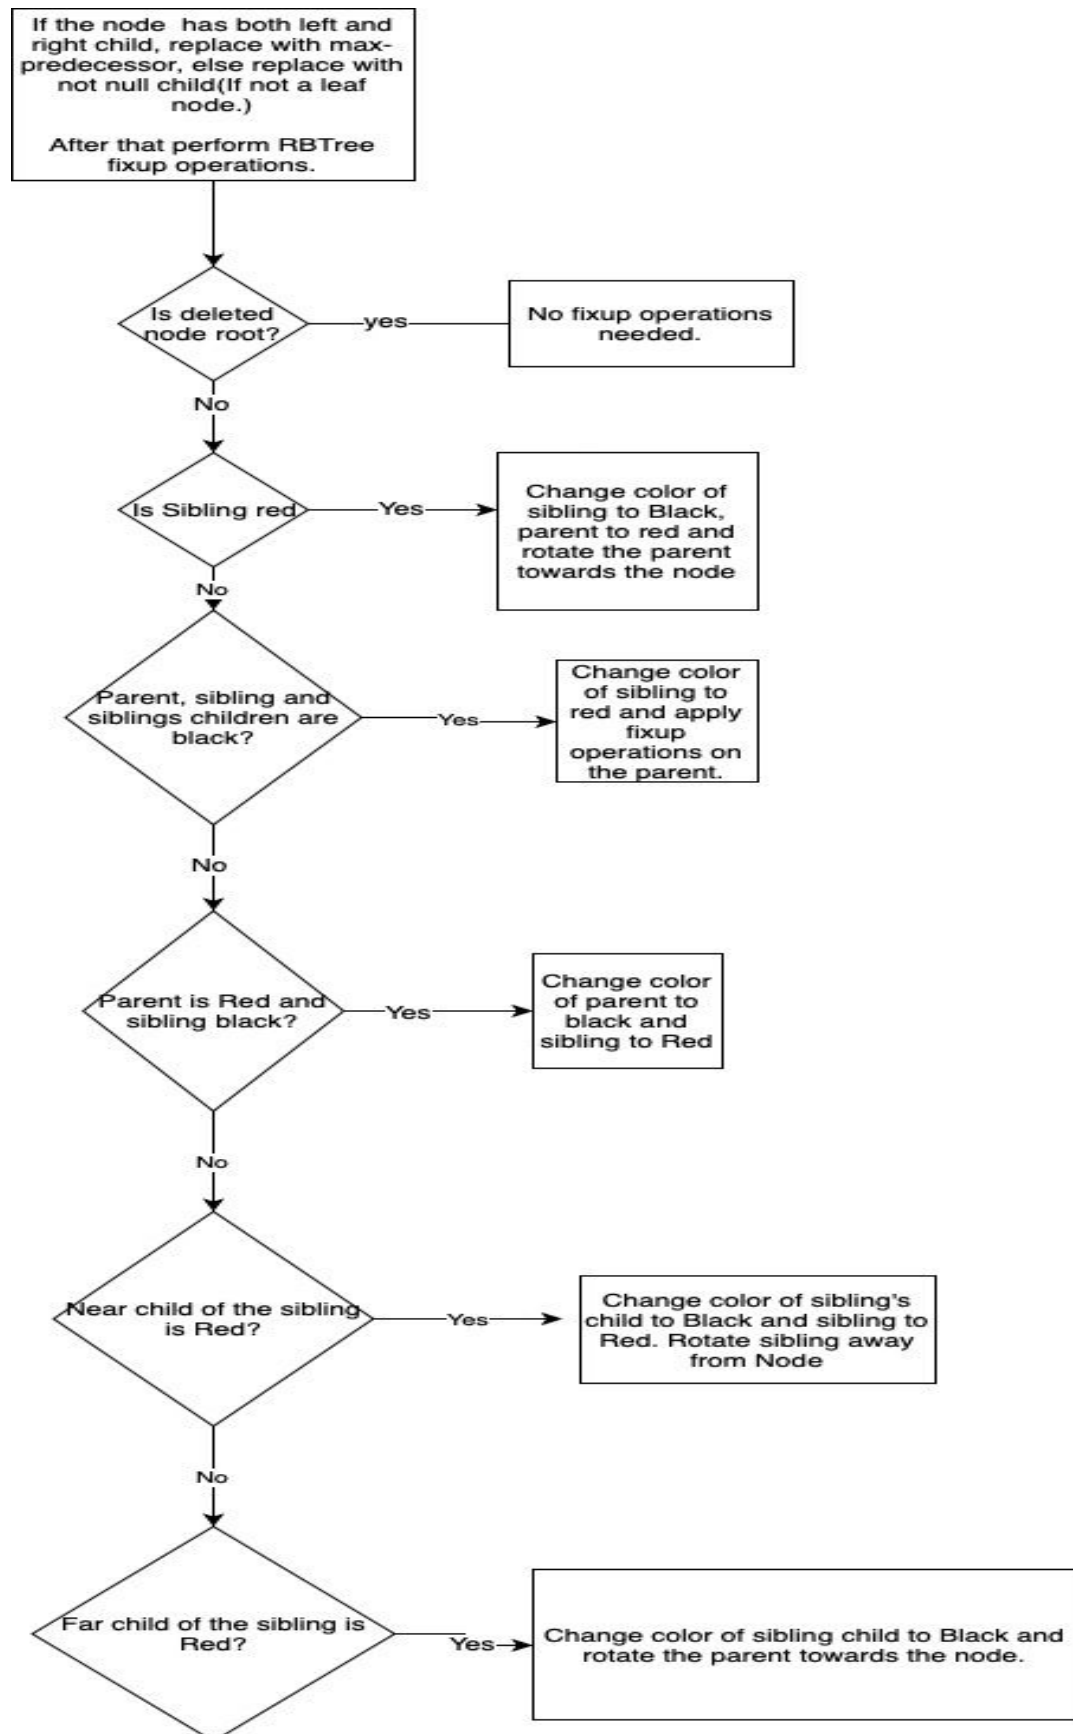 If the node has both left and
right child, replace with max-
predecessor, else replace with
not null child(If not a leaf
node.)
After that perform RBTree
fixup operations.
Is deleted
node root?
yes
No fixup operations
needed.
No
Is Sibling red
Yes
Change color of
sibling to Black,
parent to red and
rotate the parent
towards the node
No
Parent, sibling and
siblings children are
black?
Yes
Change color
of sibling to
red and apply
fixup
operations on
the parent.
No
Parent is Red and
sibling black?
Yes
Change color
of parent to
black and
sibling to Red
No
Near child of the sibling
is Red?
Yes
Change color of sibling's
child to Black and sibling to
Red. Rotate sibling away
from Node
No
Far child of the sibling is
Red?
Yes
Change color of sibling child to Black and
rotate the parent towards the node.